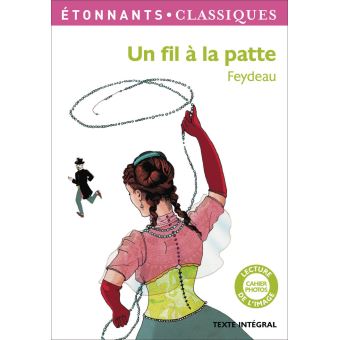 ÉTONNANTS • CLASSIQUES
Un fil à la patte
Feydeau
LECTURE
CAHIER
PHOTOS
DE L'IMAGE
TEXTE INTÉGRAL